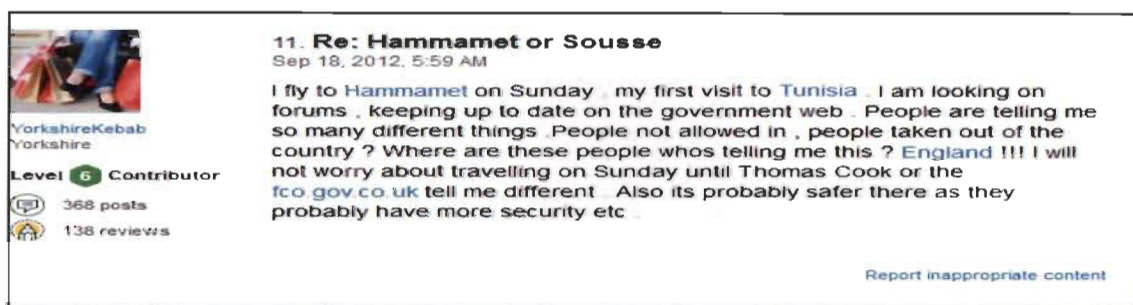 11. Re: Hammamet or Sousse
Sep 18, 2012, 5:59 AM
I fly to Hammamet on Sunday , my first visit to Tunisia . I am looking on
forums , keeping up to date on the government web . People are telling me
so many different things .People not allowed in , people taken out of the
country ? Where are these people whos telling me this ? England !!! I will
not worry about travelling on Sunday until Thomas Cook or the
fco.gov.co.uk tell me different . Also its probably safer there as they
probably have more security etc .
YorkshireKebab
Yorkshire
Level 6 Contributor
368 posts
138 reviews
Report inappropriate content